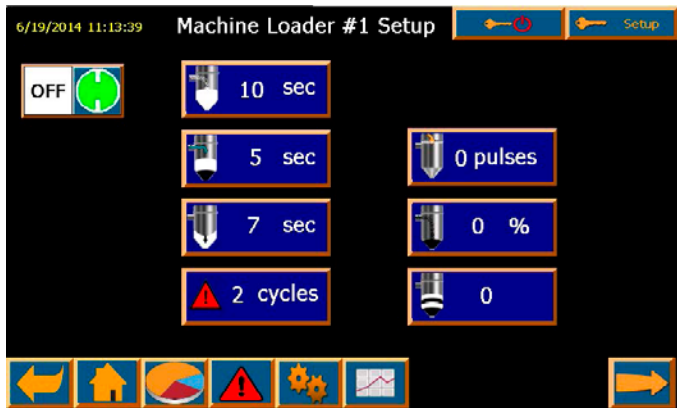 6/19/2014 11:13:39 Machine Loader #1 Setup Setup
OFF
10 sec
5 sec
0 pulses
7 sec
0 %
2 cycles
0